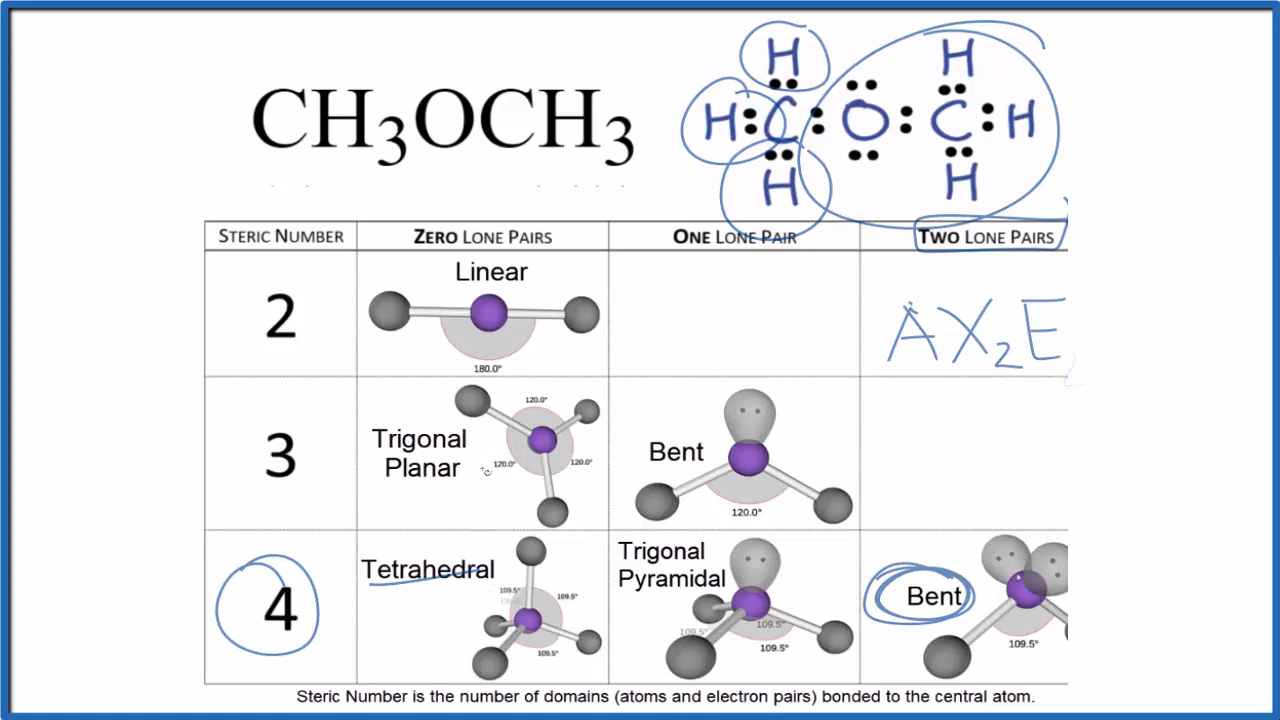 CH₃OCH₃
H H
H:C:O:C:H
H H
STERIC NUMBER ZERO LONE PAIRS ONE LONE PAIR TWO LONE PAIRS
2 Linear 180.0° AX₂E₂
3 Trigonal Planar 120.0° 120.0° 120.0° Bent 120.0°
4 Tetrahedral 109.5° 109.5° 109.5° Trigonal Pyramidal 109.5° 109.5° 109.5° Bent 109.5°
Steric Number is the number of domains (atoms and electron pairs) bonded to the central atom.